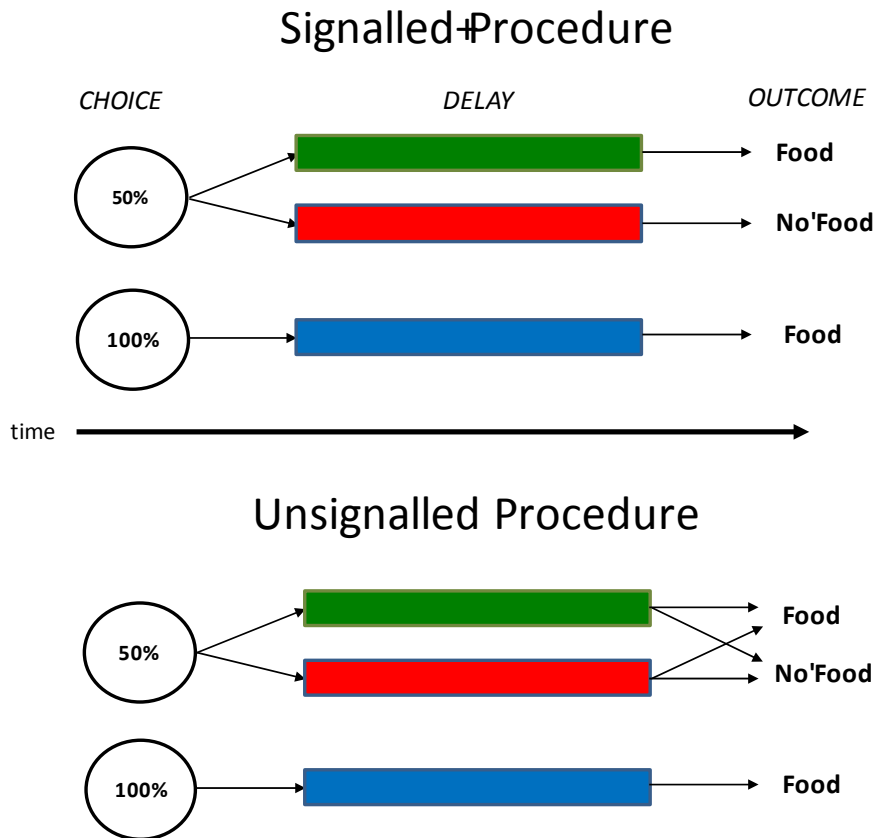 Signalled+Procedure
CHOICE DELAY OUTCOME
50% Food
No'Food
100% Food
time
Unsignalled Procedure
50% Food
No'Food
100% Food